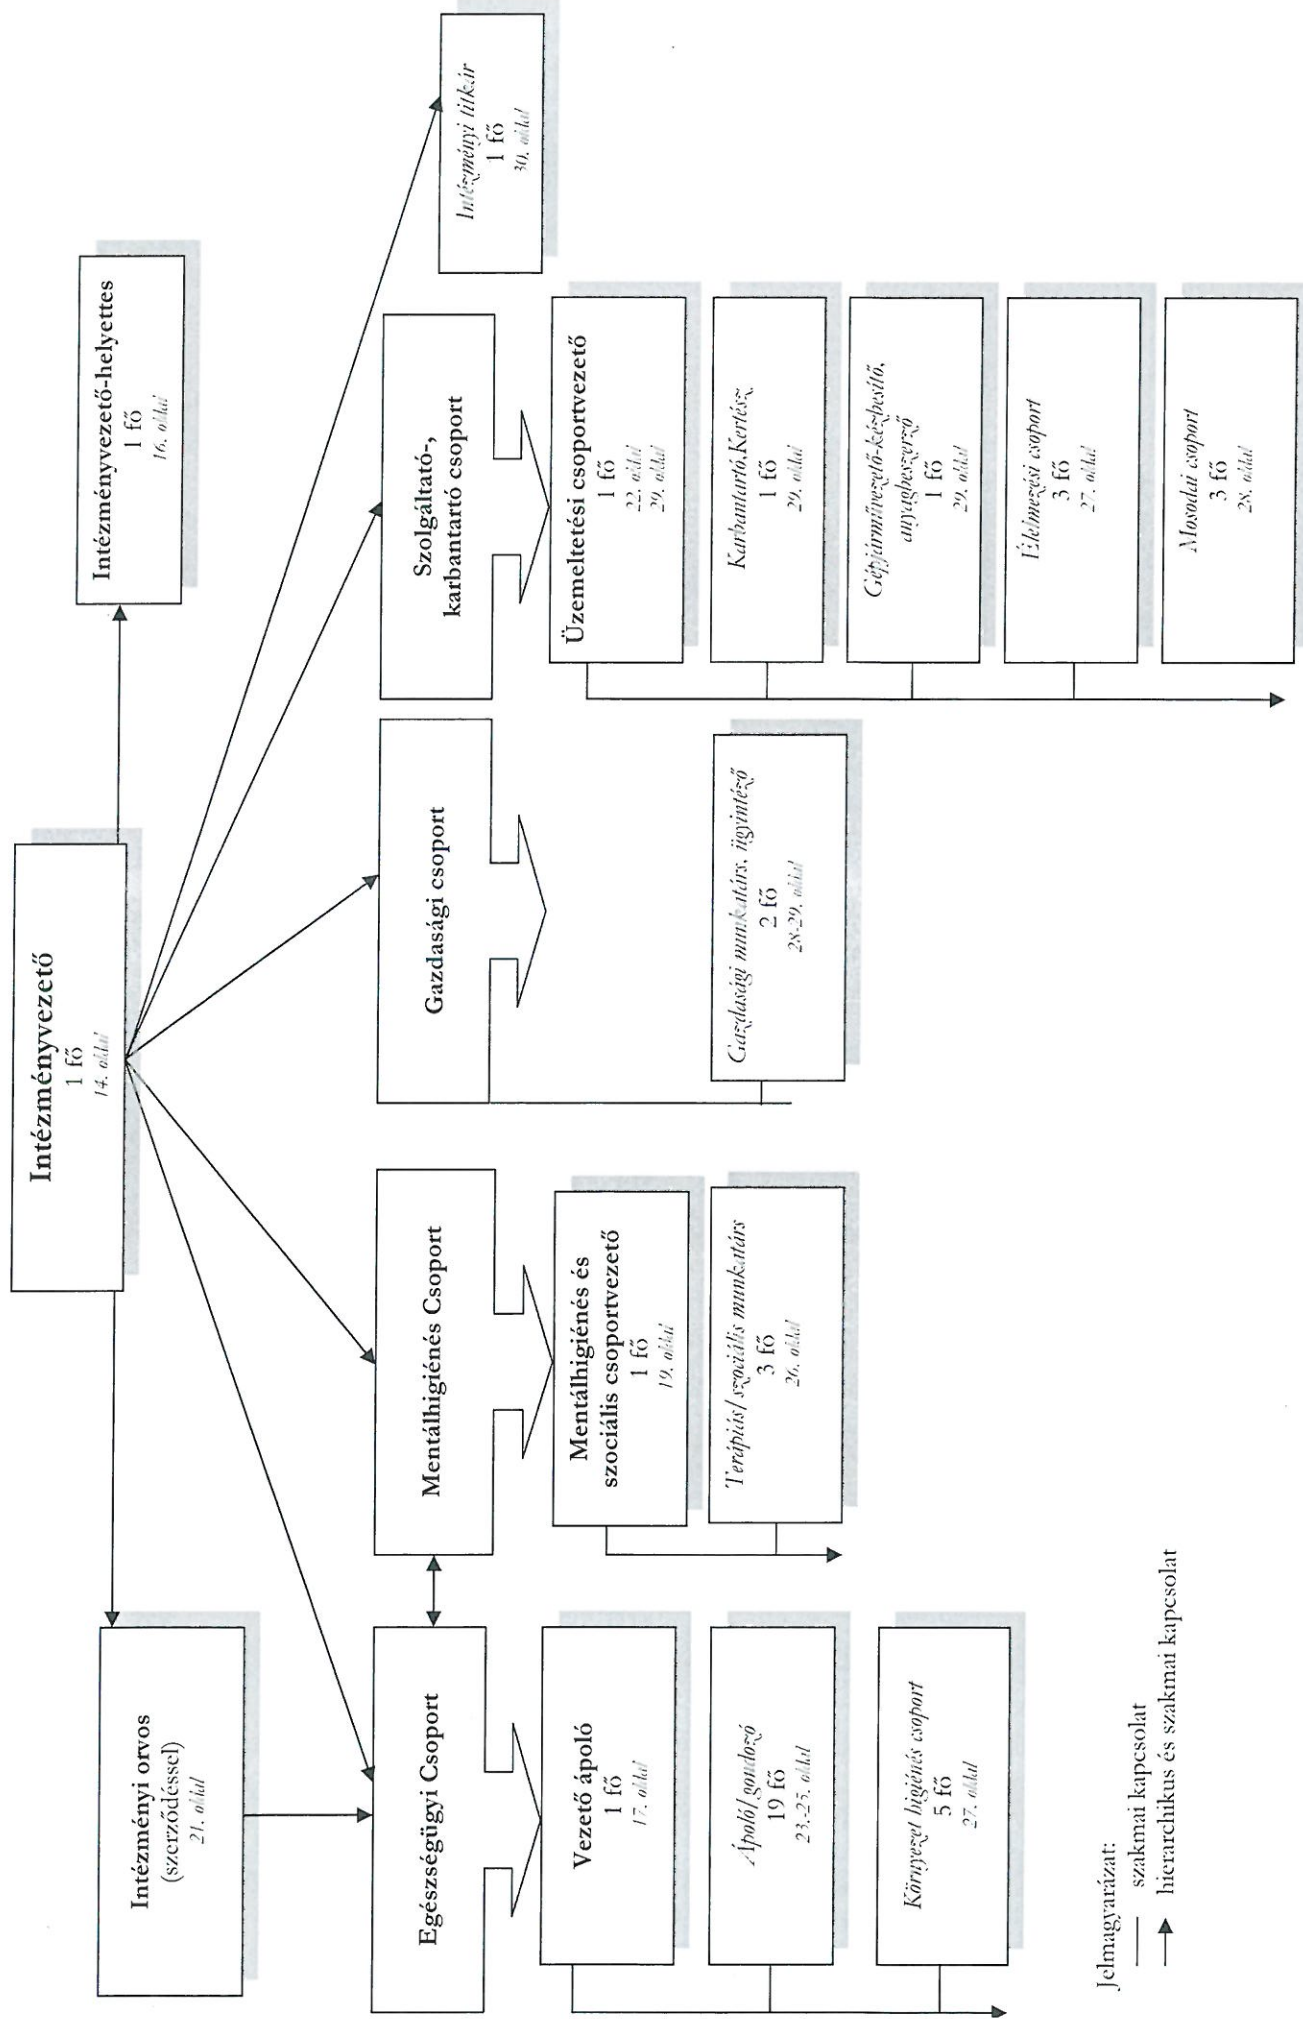 Intézményvezető
1 fő
14. oldal
Intézményi orvos
(szerződéssel)
21. oldal
Intézményvezető-helyettes
1 fő
16. oldal
Egészségügyi Csoport
Mentálhigiénés Csoport
Gazdasági csoport
Szolgáltató-,
karbantartó csoport
Intézményi titkár
1 fő
30. oldal
Vezető ápoló
1 fő
17. oldal
Ápoló/gondozó
19 fő
23.-25. oldal
Környezet higiénés csoport
5 fő
27. oldal
Mentálhigiénés és
szociális csoportvezető
1 fő
19. oldal
Terápiás/szociális munkatárs
3 fő
26. oldal
Gazdasági munkatárs, ügyintéző
2 fő
28-29. oldal
Üzemeltetési csoportvezető
1 fő
22. oldal
29. oldal
Karbantartó,Kertész
1 fő
29. oldal
Gépjárművezető-kézbesítő,
anyagbeszerző
1 fő
29. oldal
Élelmezési csoport
3 fő
27. oldal
Mosodai csoport
3 fő
28. oldal
Jelmagyarázat:
szakmai kapcsolat
hierarchikus és szakmai kapcsolat